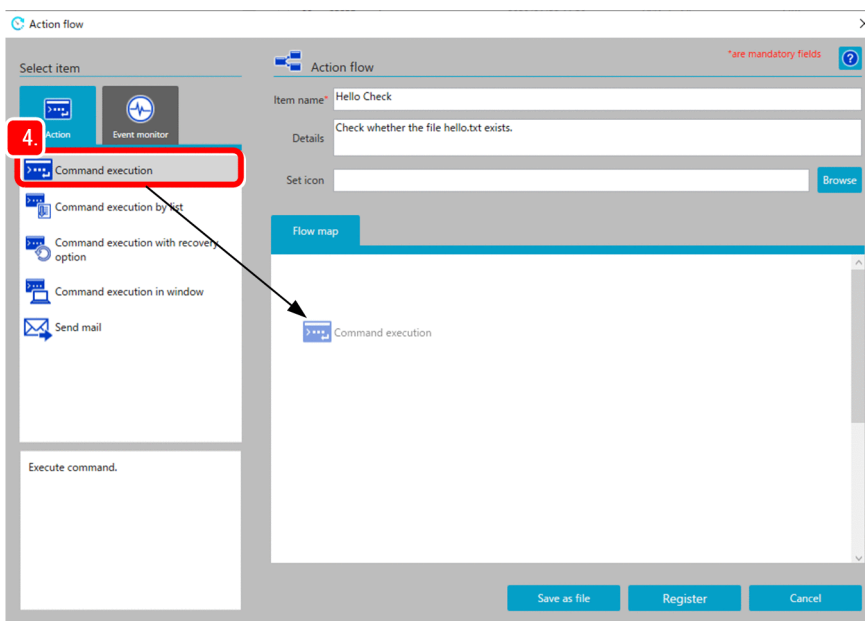 Action flow
Select item
Action
Event monitor
4.
Command execution
Command execution by list
Command execution with recovery
option
Command execution in window
Send mail
Execute command.
Action flow
*are mandatory fields
?
Item name*
Hello Check
Details
Check whether the file hello.txt exists.
Set icon
Browse
Flow map
Command execution
Save as file
Register
Cancel